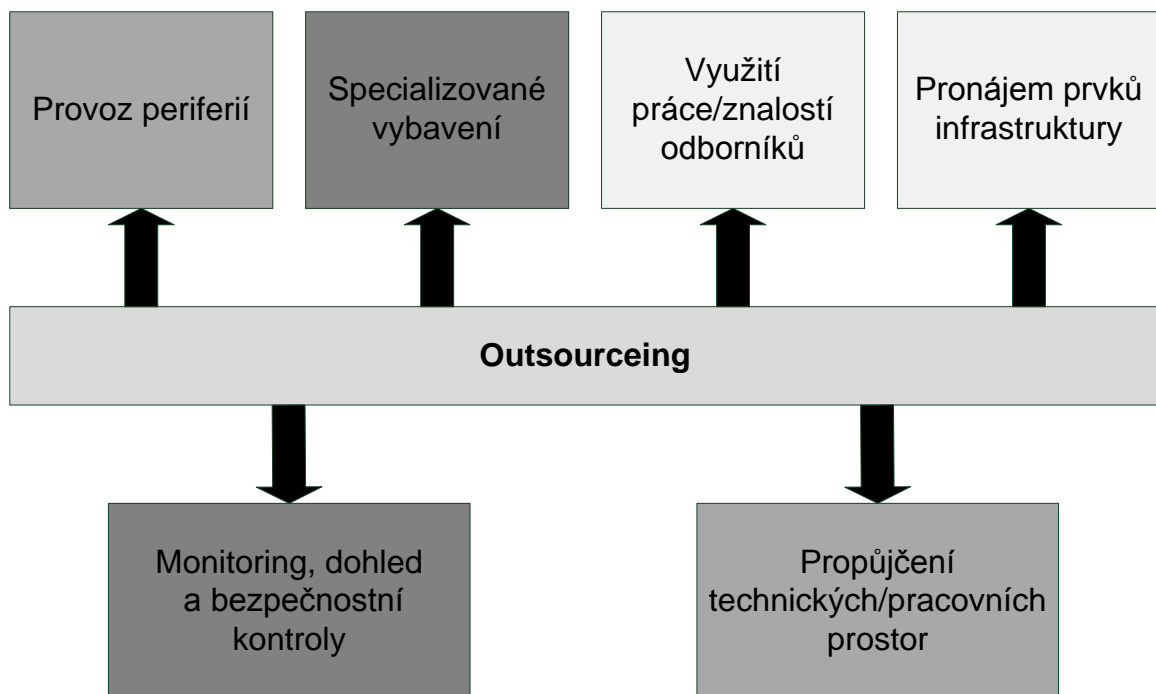 Provoz periferií
Specializované
vybavení
Využití
práce/znalostí
odborníků
Pronájem prvků
infrastruktury
Outsourceing
Monitoring, dohled
a bezpečnostní
kontroly
Propůjčení
technických/pracovních
prostor